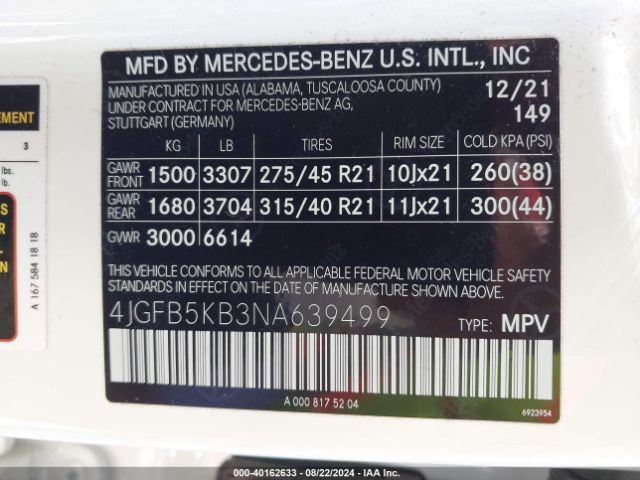 MFD BY MERCEDES-BENZ U.S. INTL., INC
MANUFACTURED IN USA (ALABAMA, TUSCALOOSA COUNTY) 12/21
UNDER CONTRACT FOR MERCEDES-BENZ AG, 149
STUTTGART (GERMANY)
KG LB TIRES RIM SIZE COLD KPA (PSI)
GAWR FRONT 1500 3307 275/45 R21 10Jx21 260(38)
GAWR REAR 1680 3704 315/40 R21 11Jx21 300(44)
GVWR 3000 6614
THIS VEHICLE CONFORMS TO ALL APPLICABLE FEDERAL MOTOR VEHICLE SAFETY
STANDARDS IN EFFECT ON THE DATE OF MANUFACTURE SHOWN ABOVE.
4JGFB5KB3NA639499 TYPE: MPV
A 000 817 52 04
6923954
EMENT
3
lbs.
lb.
A 167 584 18 18
000-40162633 - 08/22/2024 - IAA Inc.